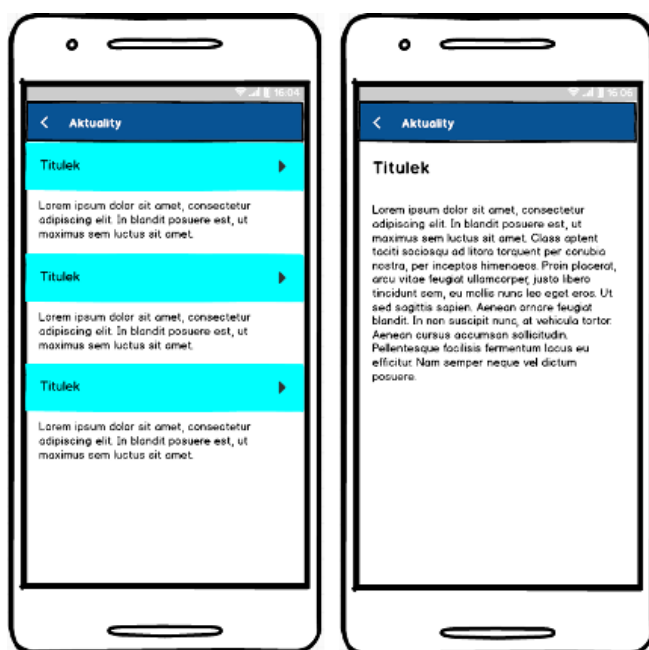 16:04
Aktuality
Titulek
Lorem ipsum dolor sit amet, consectetur
adipiscing elit. In blandit posuere est, ut
maximus sem luctus sit amet.
Titulek
Lorem ipsum dolor sit amet, consectetur
adipiscing elit. In blandit posuere est, ut
maximus sem luctus sit amet.
Titulek
Lorem ipsum dolor sit amet, consectetur
adipiscing elit. In blandit posuere est, ut
maximus sem luctus sit amet.
16:06
Aktuality
Titulek
Lorem ipsum dolor sit amet, consectetur
adipiscing elit. In blandit posuere est, ut
maximus sem luctus sit amet. Class aptent
taciti sociosqu ad litora torquent per conubia
nostra, per inceptos himenaeos. Proin placerat,
arcu vitae feugiat ullamcorper, justo libero
tincidunt sem, eu mollis nunc leo eget eros. Ut
sed sagittis sapien. Aenean ornare feugiat
blandit. In non suscipit nunc, at vehicula tortor.
Aenean cursus accumsan sollicitudin.
Pellentesque facilisis fermentum lacus eu
efficitur. Nam semper neque vel dictum
posuere.